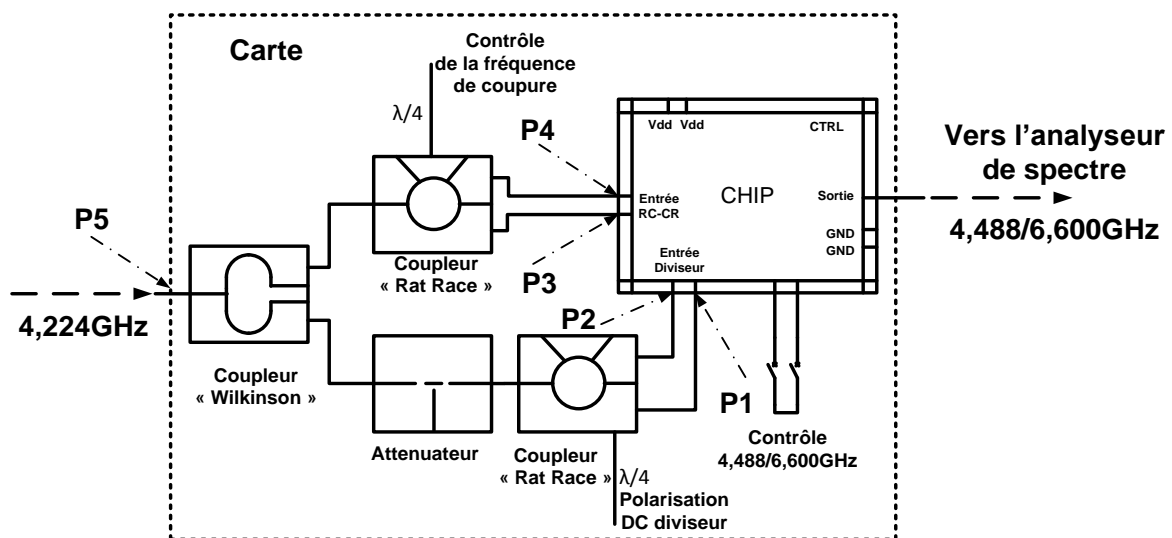 Carte
Contrôle
de la fréquence
de coupure
λ/4
P4
Vdd Vdd
CTRL
Vers l'analyseur
de spectre
Entrée
RC-CR
CHIP
Sortie
4,488/6,600GHz
P5
GND
GND
Coupleur
« Rat Race »
P3
Entrée
Diviseur
4,224GHz
P2
P1
Coupleur
« Wilkinson »
Attenuateur
Coupleur
« Rat Race »
Contrôle
4,488/6,600GHz
λ/4
Polarisation
DC diviseur